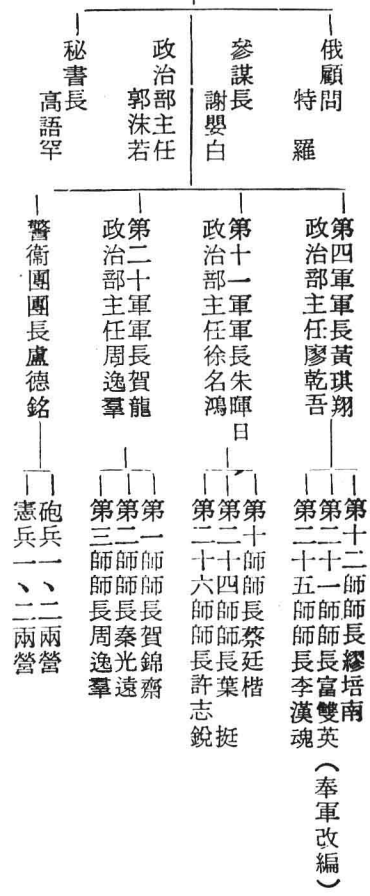 俄顧問
特羅
參謀長
謝嬰白
政治部主任
郭沫若
秘書長
高語罕
第四軍軍長黃琪翔
政治部主任廖乾吾
第十一軍軍長朱暉日
政治部主任徐名鴻
第二十軍軍長賀龍
政治部主任周逸羣
警衞團團長盧德銘
第十二師師長繆培南
第二十一師師長富雙英（奉軍改編）
第二十五師師長李漢魂
第十師師長蔡廷楷
第二十四師師長葉挺
第二十六師師長許志銳
第一師師長賀錦齋
第二師師長秦光遠
第三師師長周逸羣
砲兵一、二兩營
憲兵一、二兩營